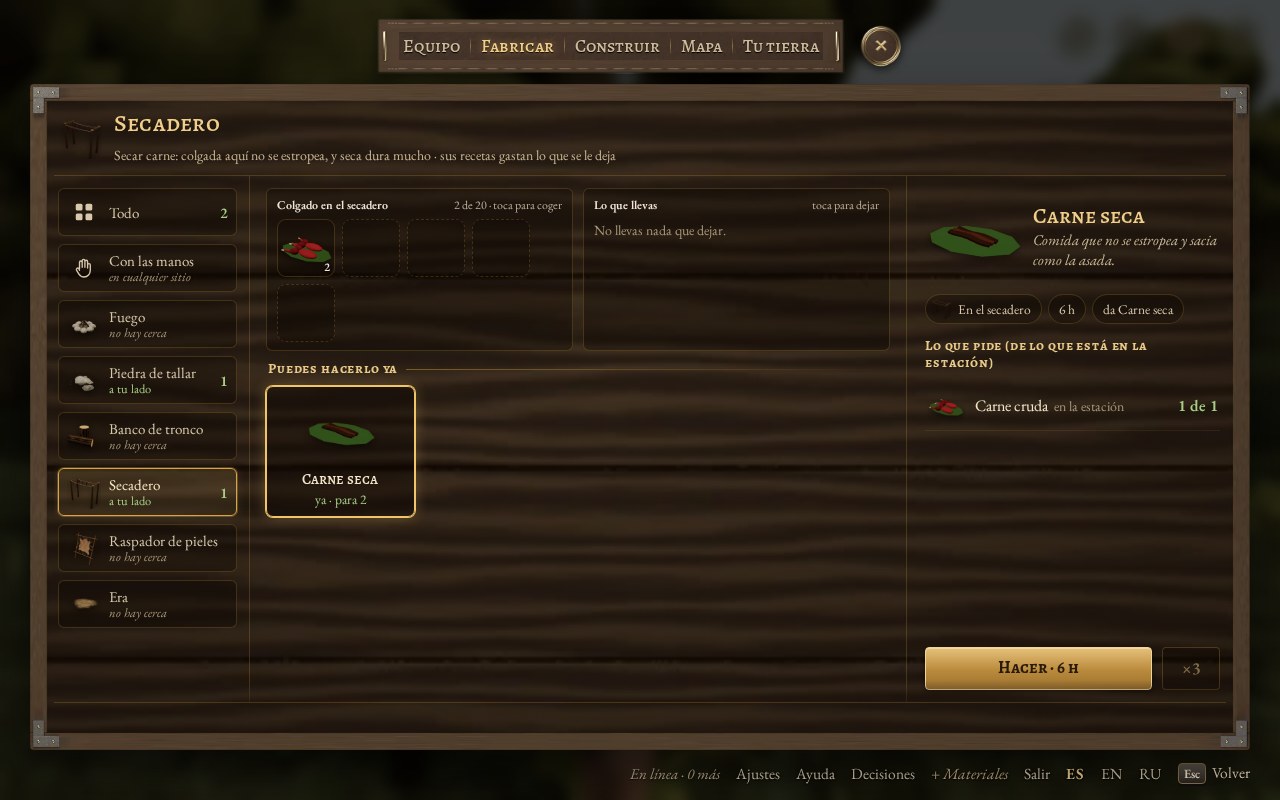 Equipo Fabricar Construir Mapa Tu tierra ×
Secadero
Secar carne: colgada aquí no se estropea, y seca dura mucho · sus recetas gastan lo que se le deja
Todo 2
Con las manos
en cualquier sitio
Fuego
no hay cerca
Piedra de tallar
a tu lado
1
Banco de tronco
no hay cerca
Secadero
a tu lado
1
Raspador de pieles
no hay cerca
Era
no hay cerca
Colgado en el secadero 2 de 20 · toca para coger
2
Lo que llevas toca para dejar
No llevas nada que dejar.
Puedes hacerlo ya
Carne seca
ya · para 2
Carne seca
Comida que no se estropea y sacia
como la asada.
En el secadero 6 h da Carne seca
Lo que pide (de lo que está en la
estación)
Carne cruda en la estación 1 de 1
Hacer · 6 h ×3
En línea · 0 más Ajustes Ayuda Decisiones + Materiales Salir ES EN RU Esc Volver